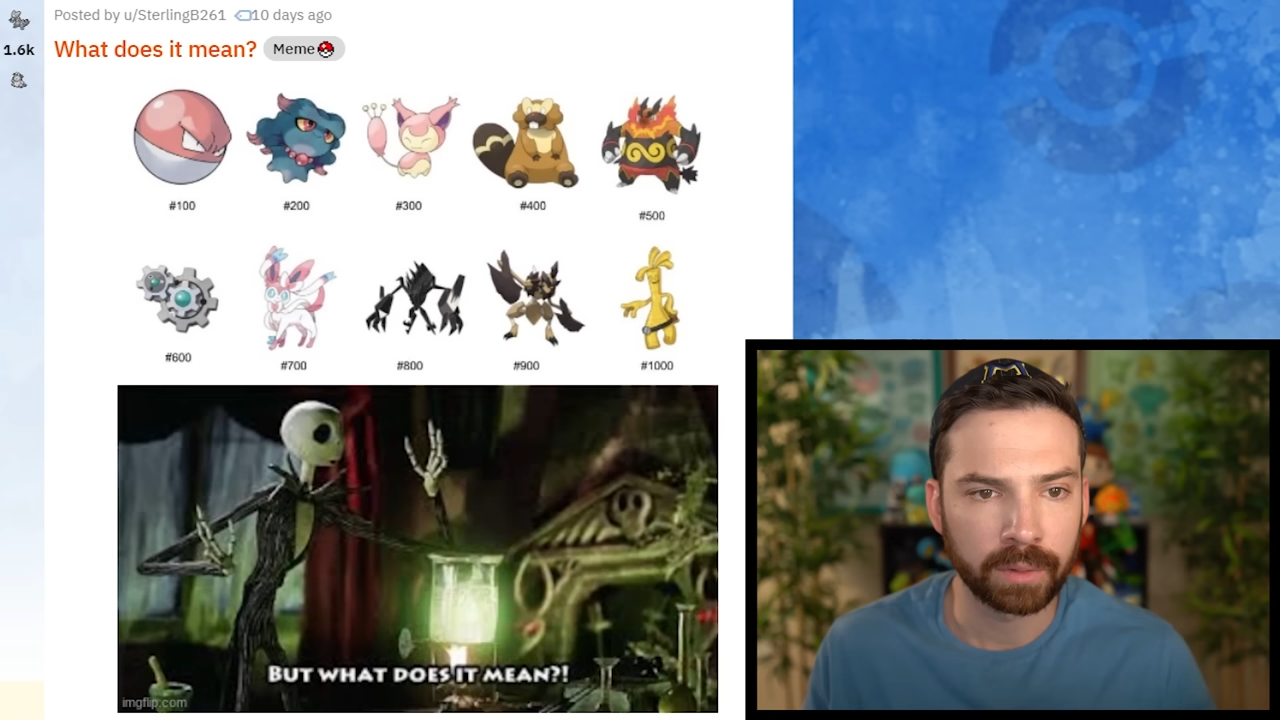 Posted by u/SterlingB261 10 days ago
1.6k
What does it mean? Meme
#100 #200 #300 #400 #500
#600 #700 #800 #900 #1000
BUT WHAT DOES IT MEAN?!
imgflip.com